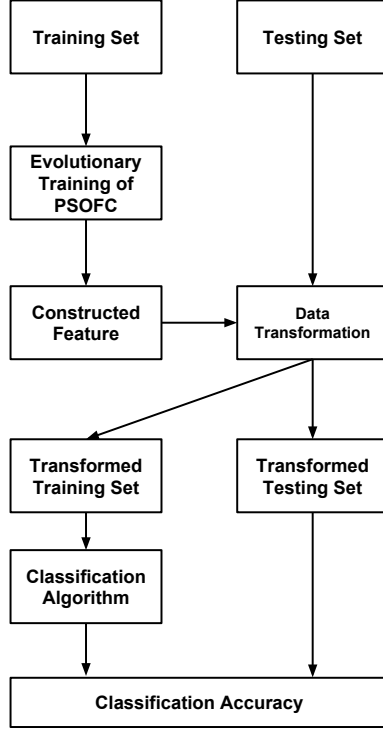 Training Set
Testing Set
Evolutionary
Training of
PSOFC
Constructed
Feature
Data
Transformation
Transformed
Training Set
Transformed
Testing Set
Classification
Algorithm
Classification Accuracy